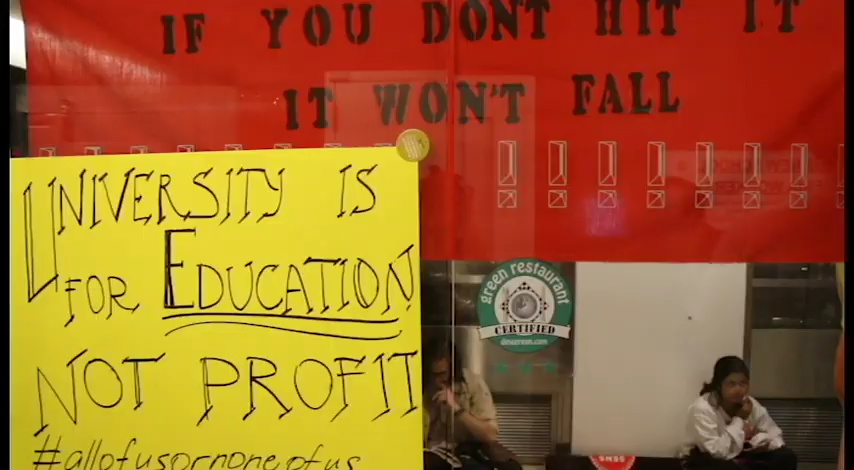 IF YOU DONT HIT IT
IT WON'T FALL
UNIVERSITY IS
FOR EDUCATION
NOT PROFIT
#allofusornoneofus
green restaurant
CERTIFIED
dinegreen.com